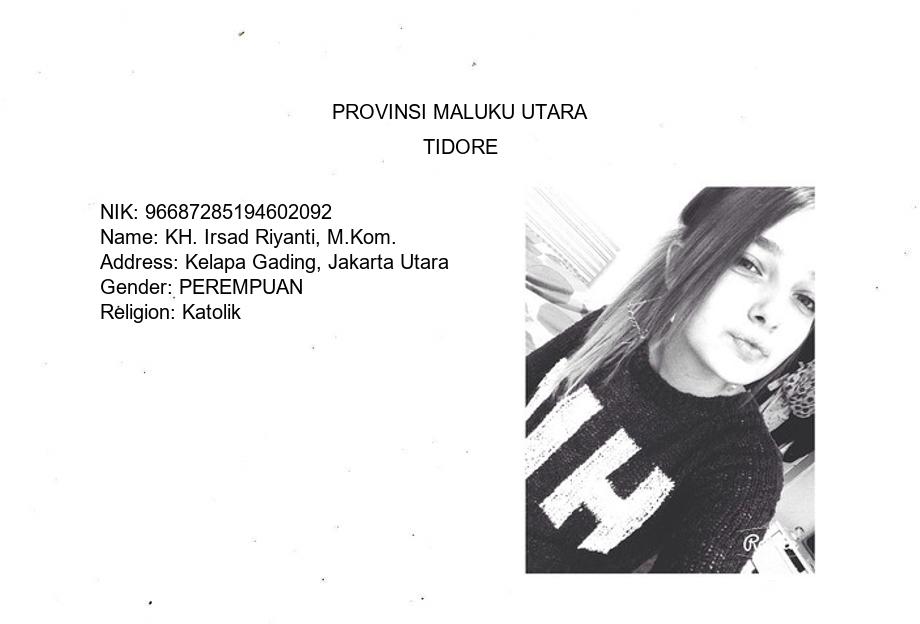 PROVINSI MALUKU UTARA
TIDORE
NIK: 96687285194602092
Name: KH. Irsad Riyanti, M.Kom.
Address: Kelapa Gading, Jakarta Utara
Gender: PEREMPUAN
Religion: Katolik
H